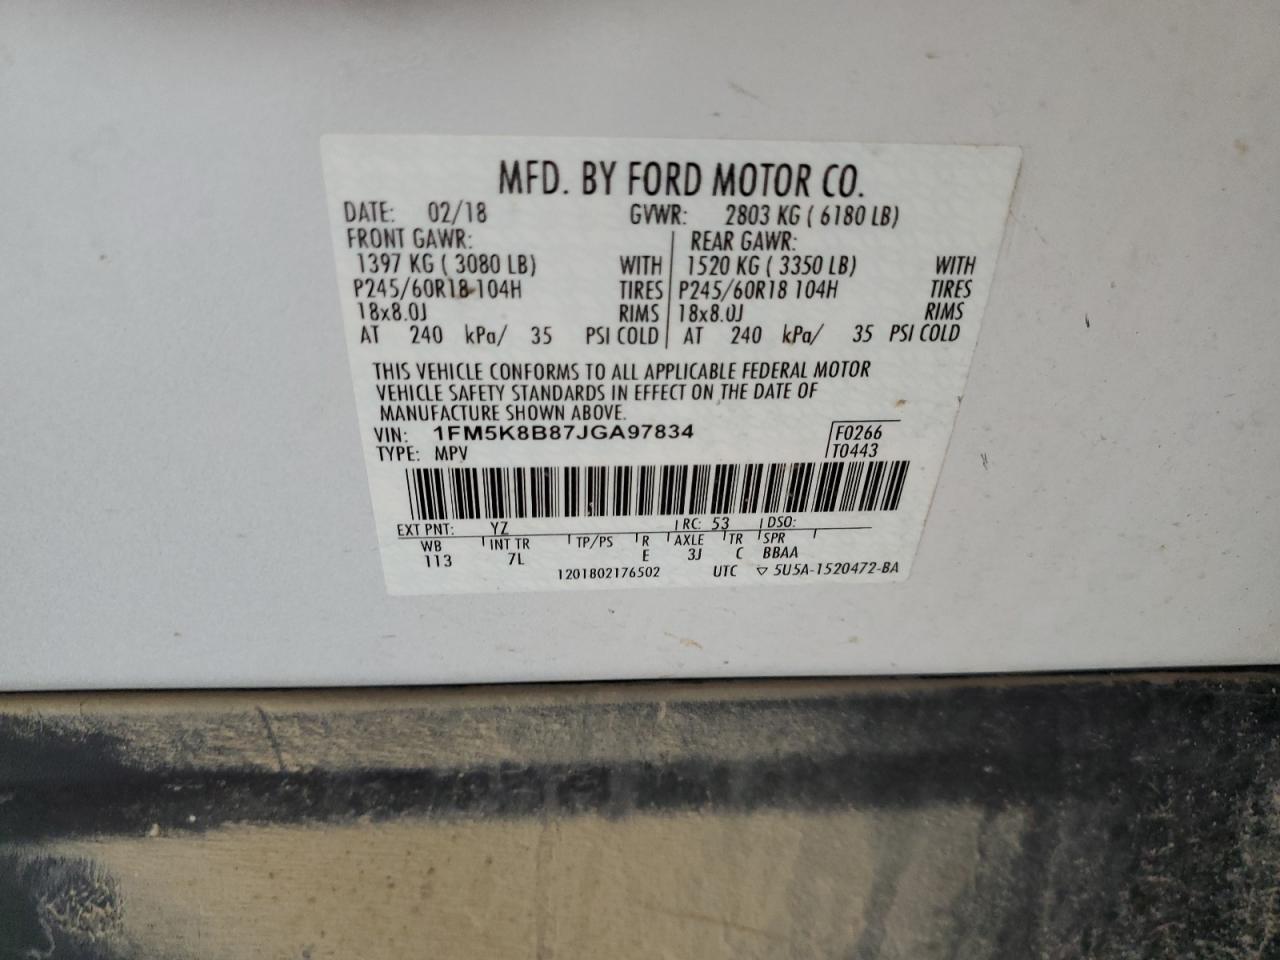 MFD. BY FORD MOTOR CO.
DATE: 02/18 GVWR: 2803 KG ( 6180 LB)
FRONT GAWR: REAR GAWR:
1397 KG ( 3080 LB) WITH 1520 KG ( 3350 LB) WITH
P245/60R18 104H TIRES P245/60R18 104H TIRES
18x8.0J RIMS 18x8.0J RIMS
AT 240 kPa/ 35 PSI COLD AT 240 kPa/ 35 PSI COLD
THIS VEHICLE CONFORMS TO ALL APPLICABLE FEDERAL MOTOR
VEHICLE SAFETY STANDARDS IN EFFECT ON THE DATE OF
MANUFACTURE SHOWN ABOVE.
VIN: 1FM5K8B87JGA97834 F0266
TYPE: MPV T0443
EXT PNT: YZ RC: 53 DSO:
WB INT TR TP/PS R AXLE TR SPR
113 7L E 3J C BBAA
1201802176502 UTC ▽ 5U5A-1520472-BA